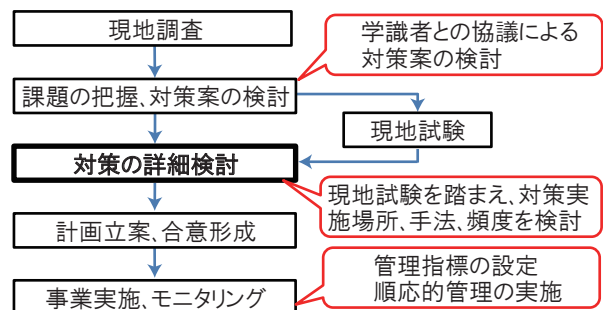 現地調査
学識者との協議による
対策案の検討
課題の把握、対策案の検討
現地試験
対策の詳細検討
現地試験を踏まえ、対策実
施場所、手法、頻度を検討
計画立案、合意形成
管理指標の設定
順応的管理の実施
事業実施、モニタリング